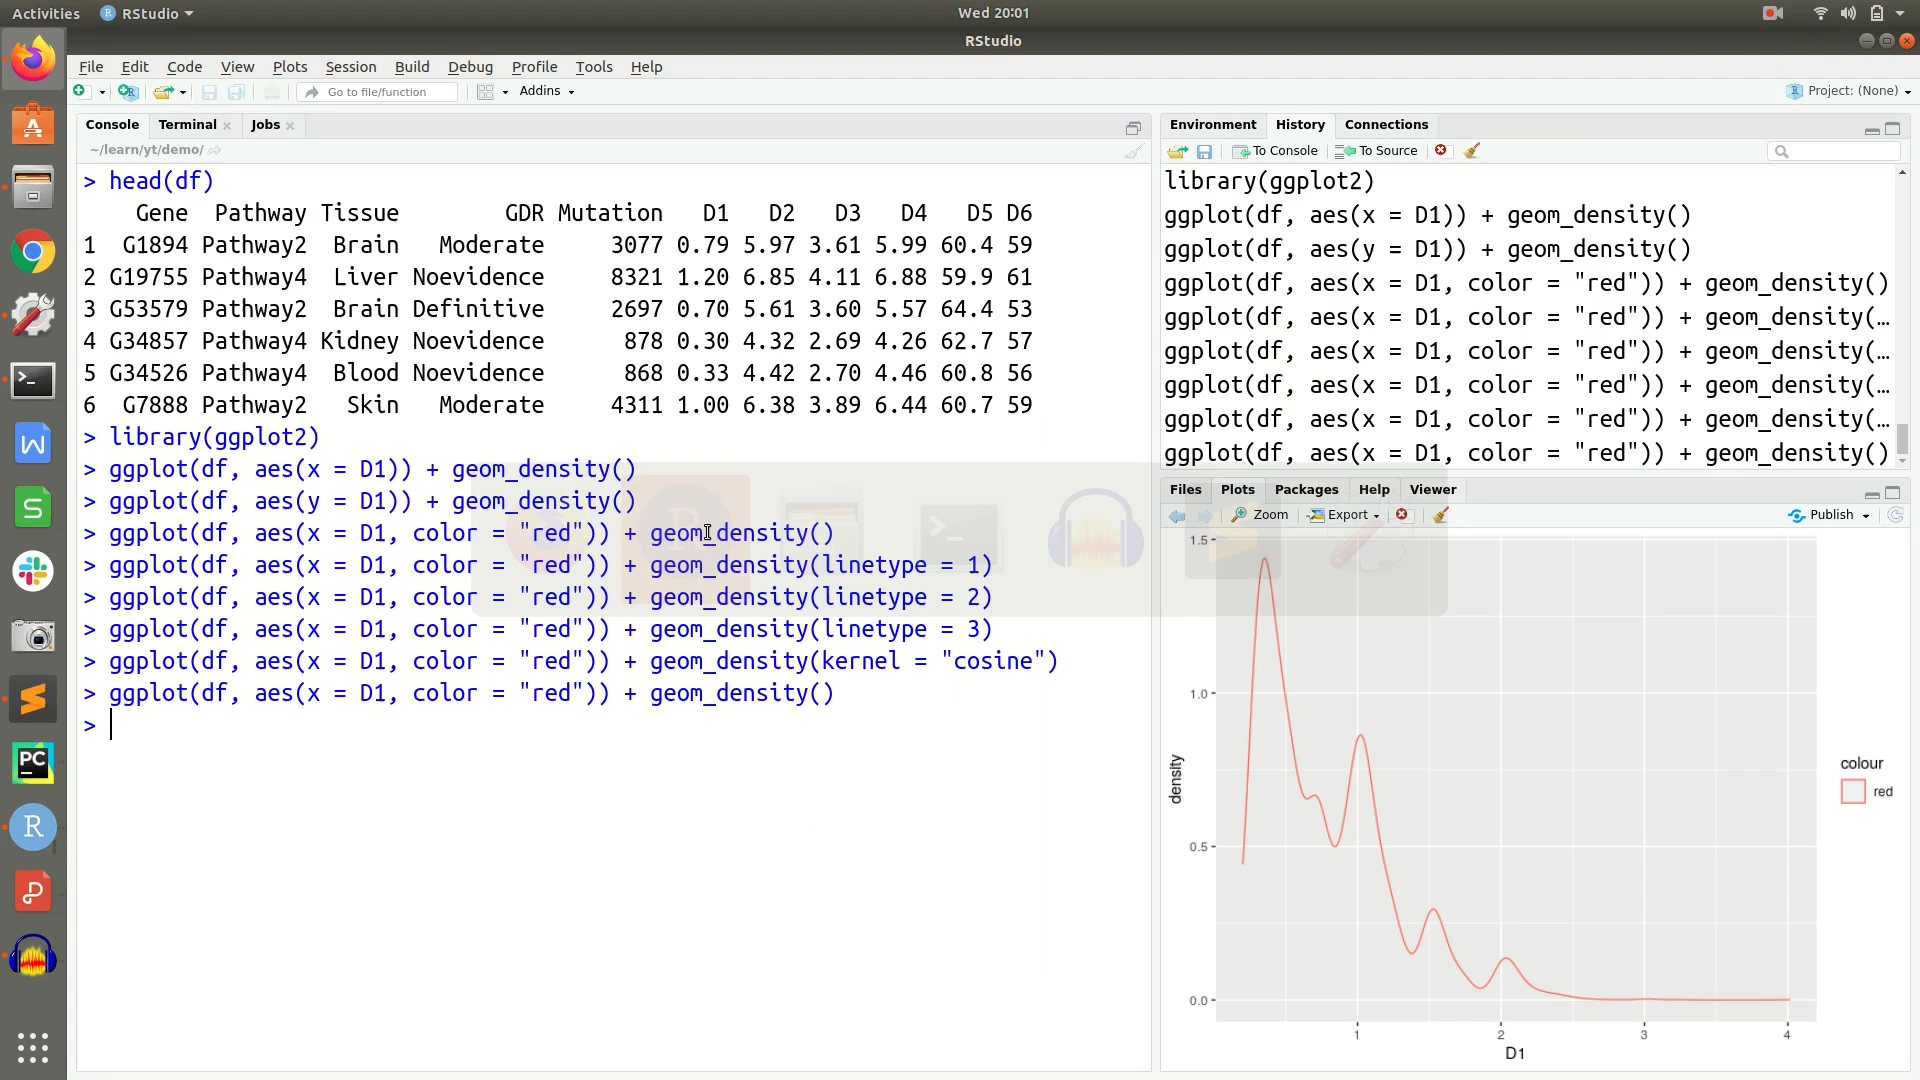 Activities RStudio Wed 20:01
RStudio
File Edit Code View Plots Session Build Debug Profile Tools Help
Go to file/function Addins Project: (None)
Console Terminal Jobs
~/learn/yt/demo/
> head(df)
Gene Pathway Tissue GDR Mutation D1 D2 D3 D4 D5 D6
1 G1894 Pathway2 Brain Moderate 3077 0.79 5.97 3.61 5.99 60.4 59
2 G19755 Pathway4 Liver Noevidence 8321 1.20 6.85 4.11 6.88 59.9 61
3 G53579 Pathway2 Brain Definitive 2697 0.70 5.61 3.60 5.57 64.4 53
4 G34857 Pathway4 Kidney Noevidence 878 0.30 4.32 2.69 4.26 62.7 57
5 G34526 Pathway4 Blood Noevidence 868 0.33 4.42 2.70 4.46 60.8 56
6 G7888 Pathway2 Skin Moderate 4311 1.00 6.38 3.89 6.44 60.7 59
> library(ggplot2)
> ggplot(df, aes(x = D1)) + geom_density()
> ggplot(df, aes(y = D1)) + geom_density()
> ggplot(df, aes(x = D1, color = "red")) + geom_density()
> ggplot(df, aes(x = D1, color = "red")) + geom_density(linetype = 1)
> ggplot(df, aes(x = D1, color = "red")) + geom_density(linetype = 2)
> ggplot(df, aes(x = D1, color = "red")) + geom_density(linetype = 3)
> ggplot(df, aes(x = D1, color = "red")) + geom_density(kernel = "cosine")
> ggplot(df, aes(x = D1, color = "red")) + geom_density()
>
Environment History Connections
To Console To Source
library(ggplot2)
ggplot(df, aes(x = D1)) + geom_density()
ggplot(df, aes(y = D1)) + geom_density()
ggplot(df, aes(x = D1, color = "red")) + geom_density()
ggplot(df, aes(x = D1, color = "red")) + geom_density(…
ggplot(df, aes(x = D1, color = "red")) + geom_density(…
ggplot(df, aes(x = D1, color = "red")) + geom_density(…
ggplot(df, aes(x = D1, color = "red")) + geom_density(…
ggplot(df, aes(x = D1, color = "red")) + geom_density()
Files Plots Packages Help Viewer
Zoom Export Publish
1.5
1.0
0.5
0.0
density
1 2 3 4
D1
colour
red
A
W
S
PC
R
P